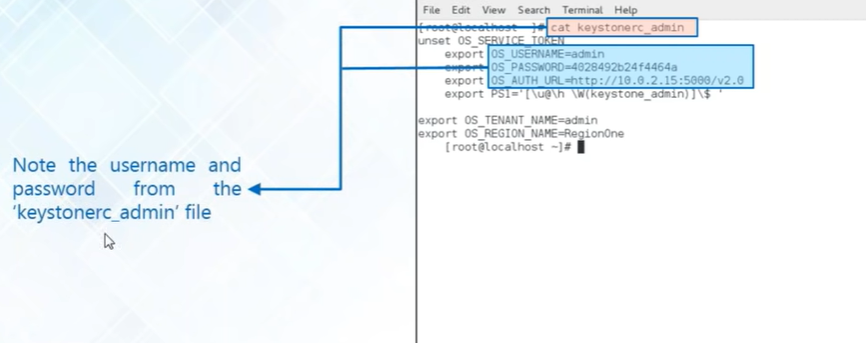 File Edit View Search Terminal Help
[root@localhost ~]# cat keystonerc_admin
unset OS_SERVICE_TOKEN
export OS_USERNAME=admin
export OS_PASSWORD=4028492b24f4464a
export OS_AUTH_URL=http://10.0.2.15:5000/v2.0
export PS1='[\u@\h \W(keystone_admin)]\$ '
export OS_TENANT_NAME=admin
export OS_REGION_NAME=RegionOne
[root@localhost ~]#
Note the username and
password from the
‘keystonerc_admin’ file